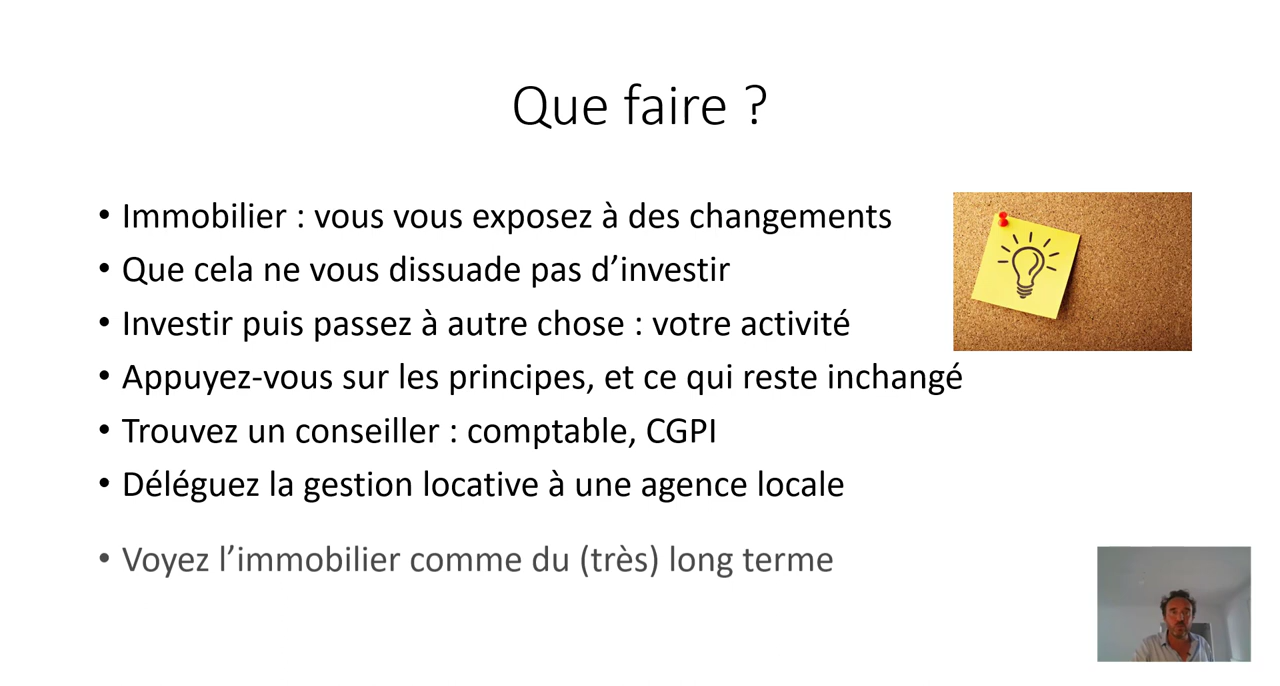 Que faire ?
• Immobilier : vous vous exposez à des changements
• Que cela ne vous dissuade pas d’investir
• Investir puis passez à autre chose : votre activité
• Appuyez-vous sur les principes, et ce qui reste inchangé
• Trouvez un conseiller : comptable, CGPI
• Déléguez la gestion locative à une agence locale
• Voyez l’immobilier comme du (très) long terme